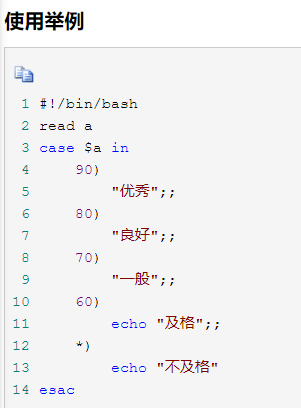 使用举例
1 #!/bin/bash
2 read a
3 case $a in
4     90)
5         "优秀";;
6     80)
7         "良好";;
8     70)
9         "一般";;
10     60)
11         echo "及格";;
12     *)
13         echo "不及格"
14 esac